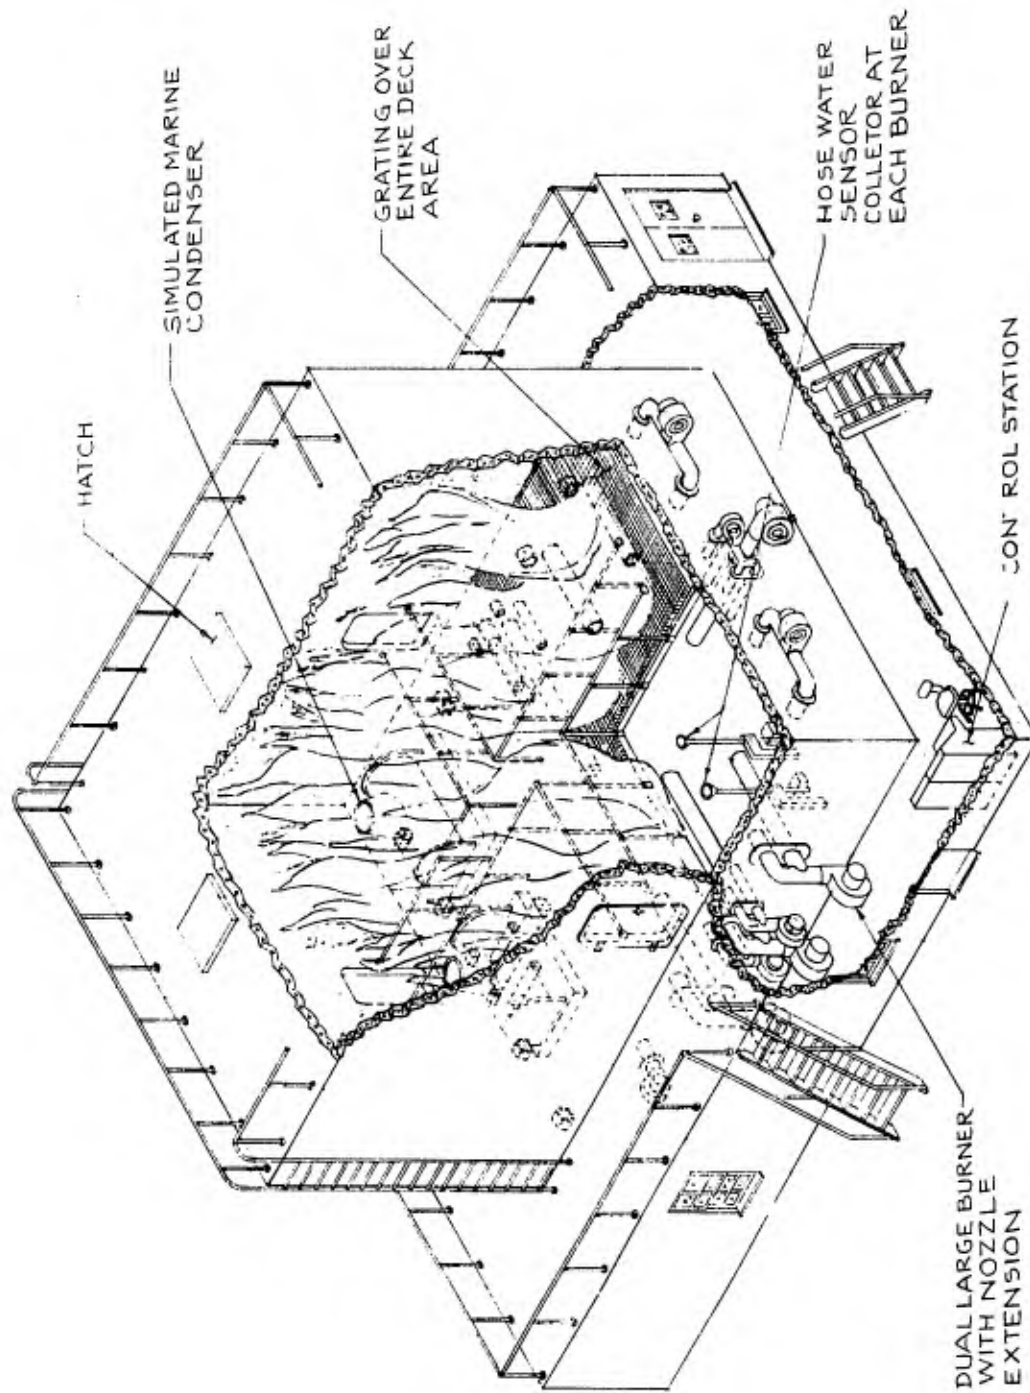 HATCH
SIMULATED MARINE
CONDENSER
GRATING OVER
ENTIRE DECK
AREA
HOSE WATER
SENSOR
COLLETOR AT
EACH BURNER
CON ROL STATION
DUAL LARGE BURNER
WITH NOZZLE
EXTENSION